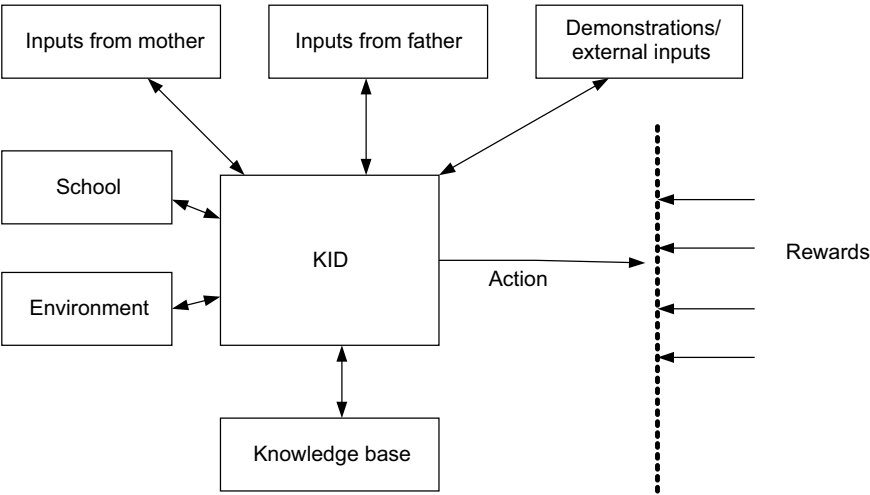 Inputs from mother
Inputs from father
Demonstrations/
external inputs
School
KID
Rewards
Action
Environment
Knowledge base